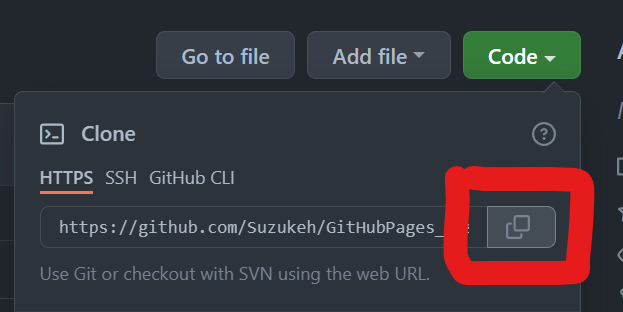 Go to file Add file Code
Clone
HTTPS SSH GitHub CLI
https://github.com/Suzukeh/GitHubPages_
Use Git or checkout with SVN using the web URL.